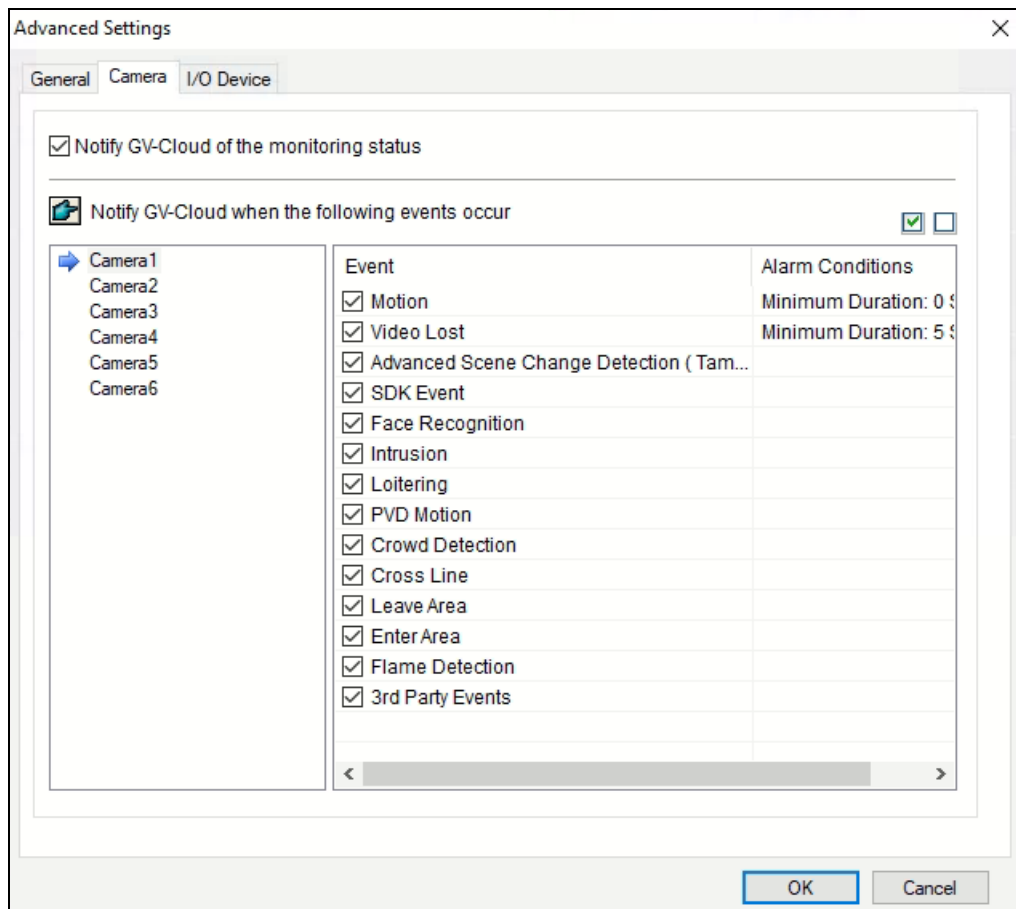 Advanced Settings
General Camera I/O Device
Notify GV-Cloud of the monitoring status
Notify GV-Cloud when the following events occur
Camera1
Camera2
Camera3
Camera4
Camera5
Camera6
Event Alarm Conditions
Motion Minimum Duration: 0 S
Video Lost Minimum Duration: 5 S
Advanced Scene Change Detection ( Tam...
SDK Event
Face Recognition
Intrusion
Loitering
PVD Motion
Crowd Detection
Cross Line
Leave Area
Enter Area
Flame Detection
3rd Party Events
OK Cancel